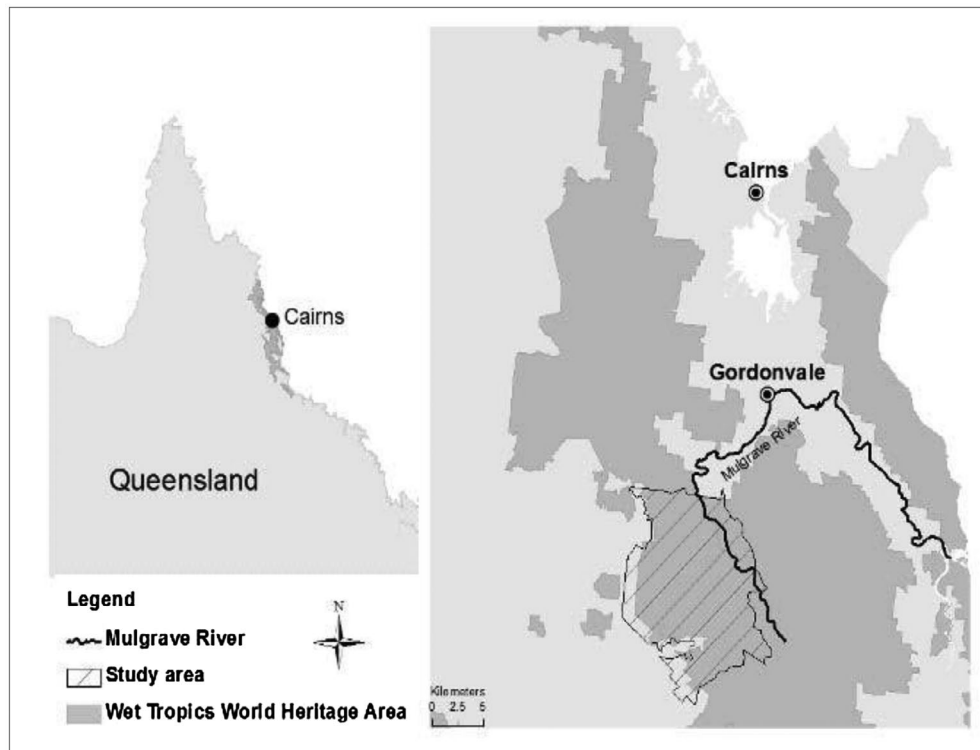 Cairns
Queensland
Legend
N
Mulgrave River
Study area
Wet Tropics World Heritage Area
Cairns
Gordonvale
Mulgrave River
Kilometers
0 2.5 5